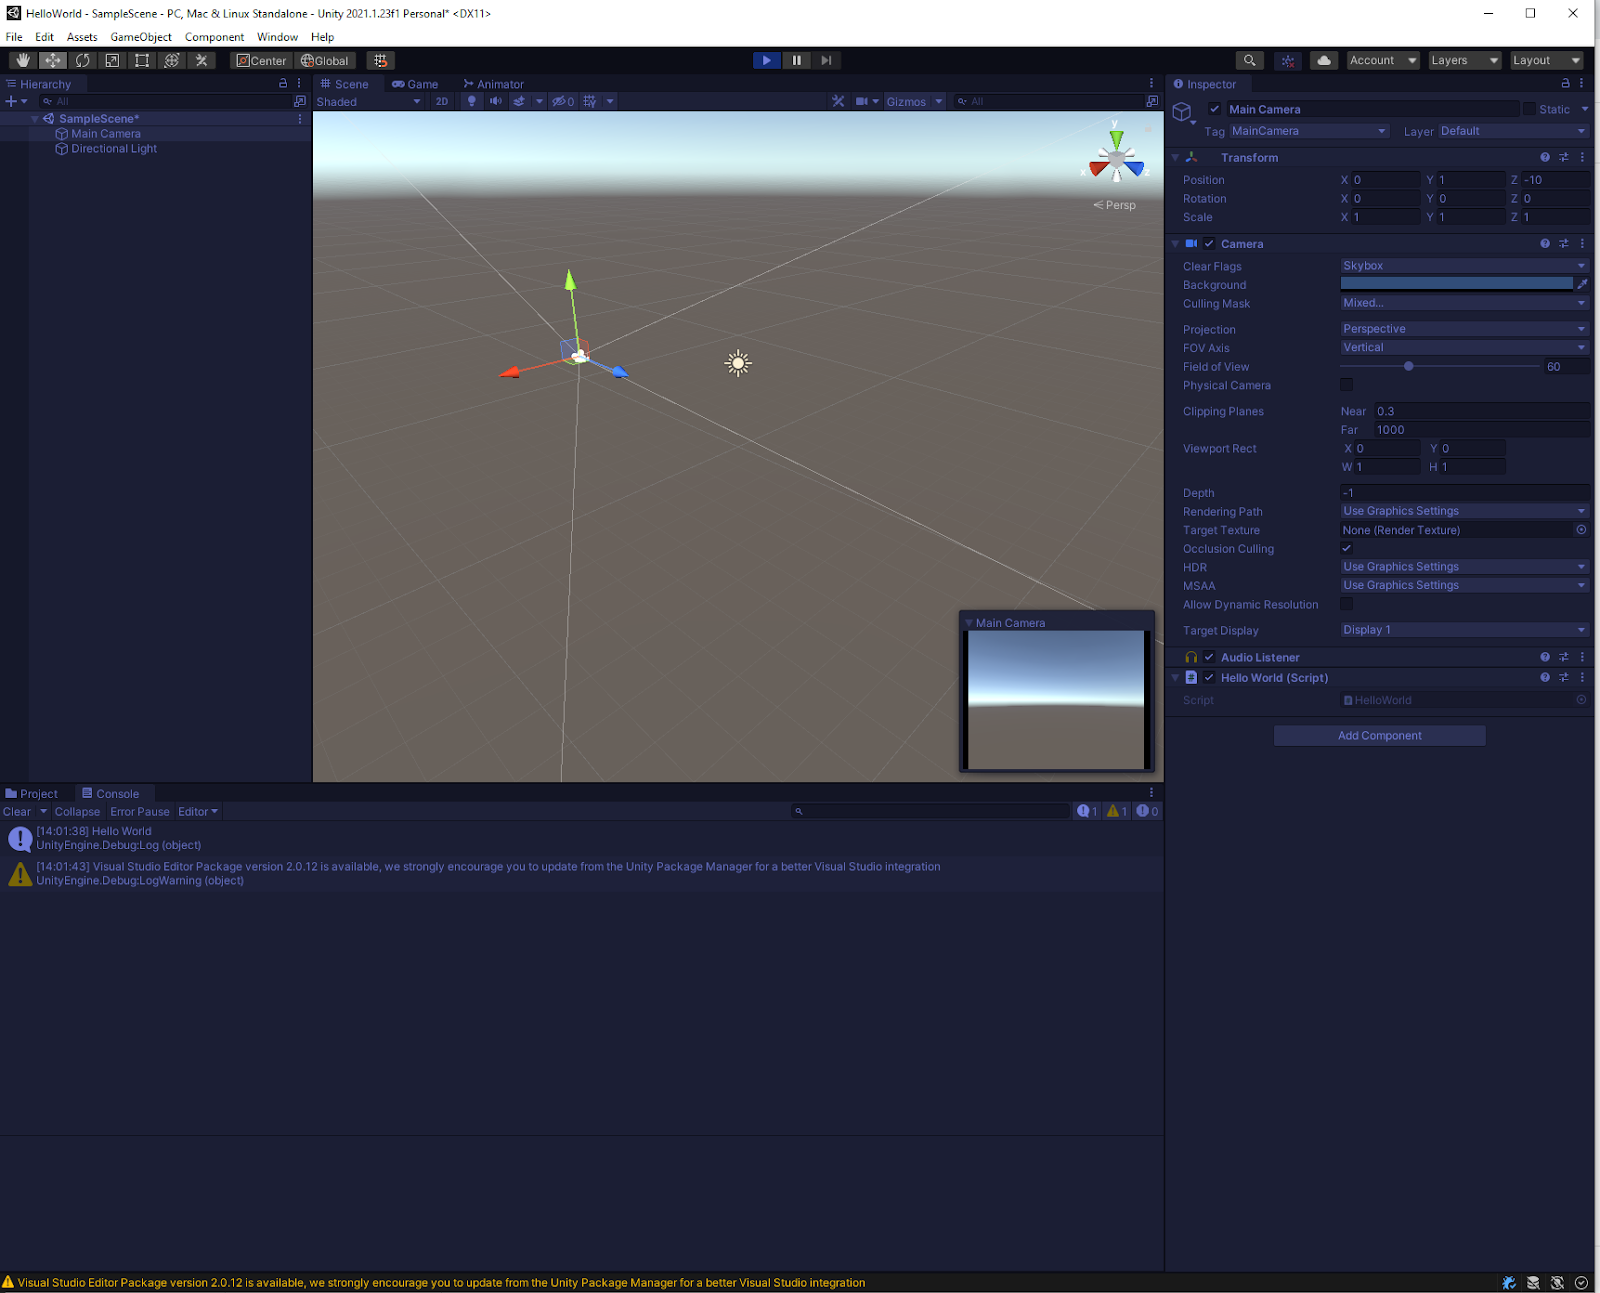 HelloWorld - SampleScene - PC, Mac & Linux Standalone - Unity 2021.1.23f1 Personal* <DX11>
File Edit Assets GameObject Component Window Help
Center Global Account Layers Layout
Hierarchy
All
SampleScene*
Main Camera
Directional Light
Scene Game Animator
Shaded 2D 0 Gizmos All
y
x z
Persp
Main Camera
Inspector
Main Camera Static
Tag MainCamera Layer Default
Transform
Position X 0 Y 1 Z -10
Rotation X 0 Y 0 Z 0
Scale X 1 Y 1 Z 1
Camera
Clear Flags Skybox
Background
Culling Mask Mixed...
Projection Perspective
FOV Axis Vertical
Field of View 60
Physical Camera
Clipping Planes Near 0.3
Far 1000
Viewport Rect X 0 Y 0
W 1 H 1
Depth -1
Rendering Path Use Graphics Settings
Target Texture None (Render Texture)
Occlusion Culling
HDR Use Graphics Settings
MSAA Use Graphics Settings
Allow Dynamic Resolution
Target Display Display 1
Audio Listener
Hello World (Script)
Script HelloWorld
Add Component
Project Console
Clear Collapse Error Pause Editor 1 1 0
[14:01:38] Hello World
UnityEngine.Debug:Log (object)
[14:01:43] Visual Studio Editor Package version 2.0.12 is available, we strongly encourage you to update from the Unity Package Manager for a better Visual Studio integration
UnityEngine.Debug:LogWarning (object)
Visual Studio Editor Package version 2.0.12 is available, we strongly encourage you to update from the Unity Package Manager for a better Visual Studio integration